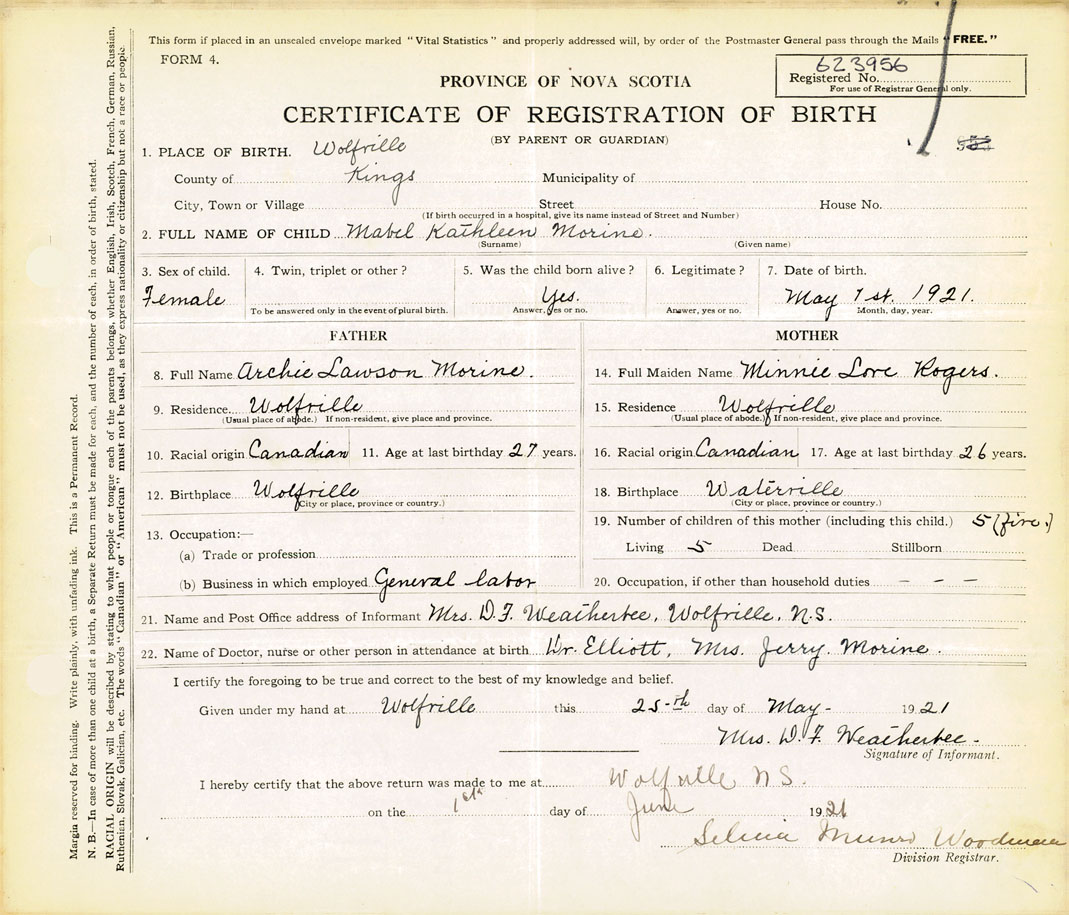 This form if placed in an unsealed envelope marked "Vital Statistics" and properly addressed will, by order of the Postmaster General pass through the Mails "FREE."
FORM 4.
623956
Registered No.
For use of Registrar General only.
PROVINCE OF NOVA SCOTIA
CERTIFICATE OF REGISTRATION OF BIRTH
(BY PARENT OR GUARDIAN)
1. PLACE OF BIRTH. Wolfville
County of Kings Municipality of
City, Town or Village Street House No.
(If birth occurred in a hospital, give its name instead of Street and Number)
2. FULL NAME OF CHILD Mabel Kathleen Morine.
(Surname) (Given name)
3. Sex of child. 4. Twin, triplet or other? 5. Was the child born alive? 6. Legitimate? 7. Date of birth.
Female Yes. May 1st. 1921.
To be answered only in the event of plural birth. Answer, yes or no. Answer, yes or no. Month, day, year.
FATHER
8. Full Name Archie Lawson Morine.
9. Residence Wolfville
(Usual place of abode.) If non-resident, give place and province.
10. Racial origin Canadian 11. Age at last birthday 27 years.
12. Birthplace Wolfville
(City or place, province or country.)
13. Occupation:—
(a) Trade or profession
(b) Business in which employed General labor
MOTHER
14. Full Maiden Name Minnie Rogers.
15. Residence Wolfville
(Usual place of abode.) If non-resident, give place and province.
16. Racial origin Canadian 17. Age at last birthday 26 years.
18. Birthplace Waterville
(City or place, province or country.)
19. Number of children of this mother (including this child.) 5 (five.)
Living 5 Dead Stillborn
20. Occupation, if other than household duties – – –
21. Name and Post Office address of Informant Mrs. D.F. Weatherbee, Wolfville, N.S.
22. Name of Doctor, nurse or other person in attendance at birth Dr. Elliott, Mrs. Jerry Morine.
I certify the foregoing to be true and correct to the best of my knowledge and belief.
Given under my hand at Wolfville this 25-th day of May- 1921
Mrs. D.F. Weatherbee-
Signature of Informant.
I hereby certify that the above return was made to me at Wolfville N S.
on the 1st day of June 1921
Munro Woodman
Division Registrar.
Margin reserved for binding. Write plainly, with unfading ink. This is a Permanent Record.
N. B.—In case of more than one child at a birth, a Separate Return must be made for each, and the number of each, in order of birth, stated.
RACIAL ORIGIN will be described by stating to what people or tongue each of the parents belongs, whether English, Irish, Scotch, French, German, Russian,
Ruthenian, Slovak, Galician, etc. The words "Canadian" or "American" must not be used, as they express nationality or citizenship but not a race or people.